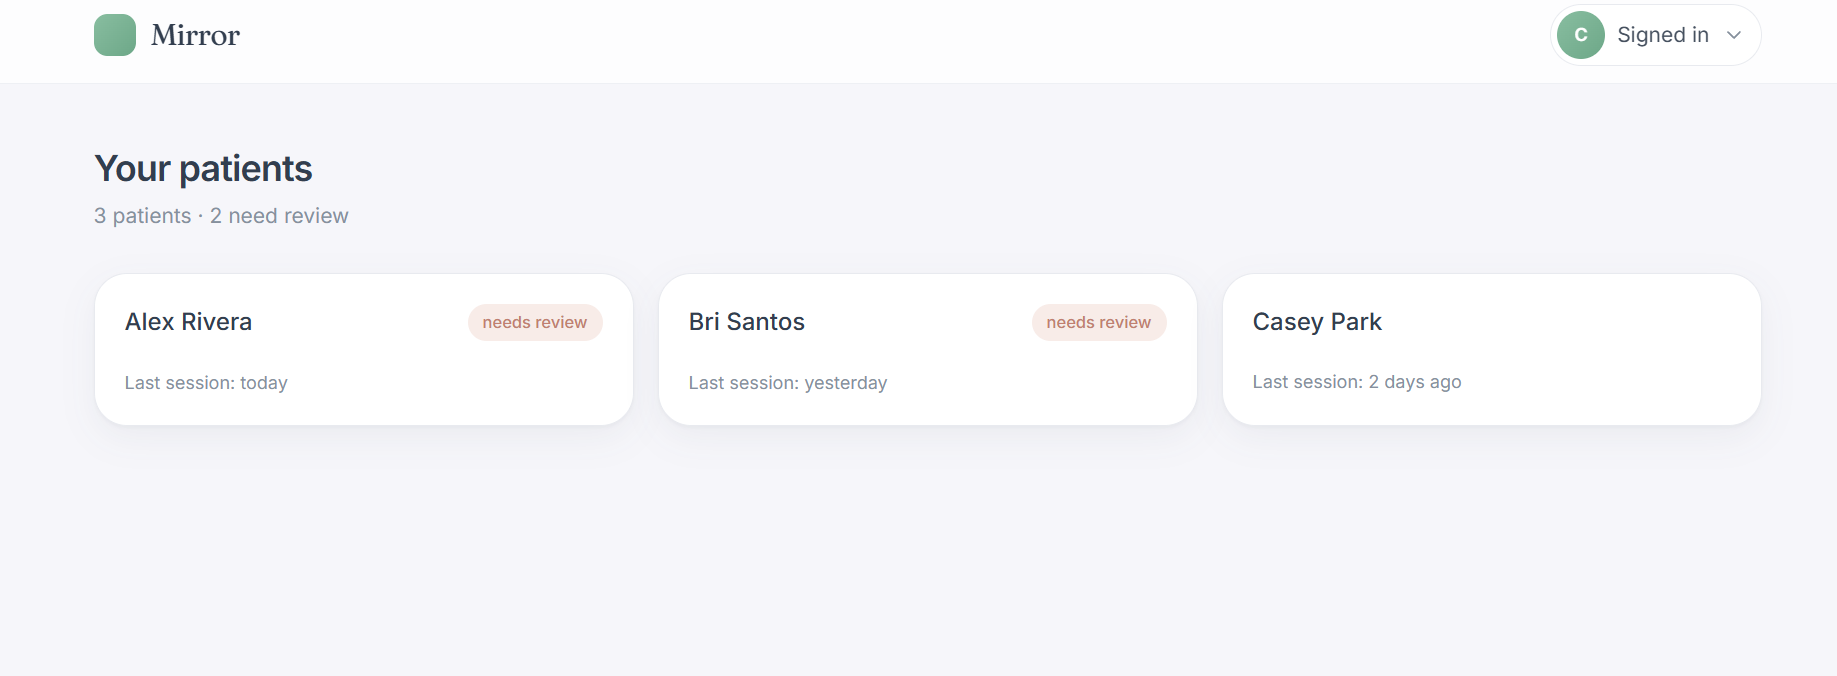 Mirror
C Signed in
Your patients
3 patients · 2 need review
Alex Rivera
needs review
Last session: today
Bri Santos
needs review
Last session: yesterday
Casey Park
Last session: 2 days ago